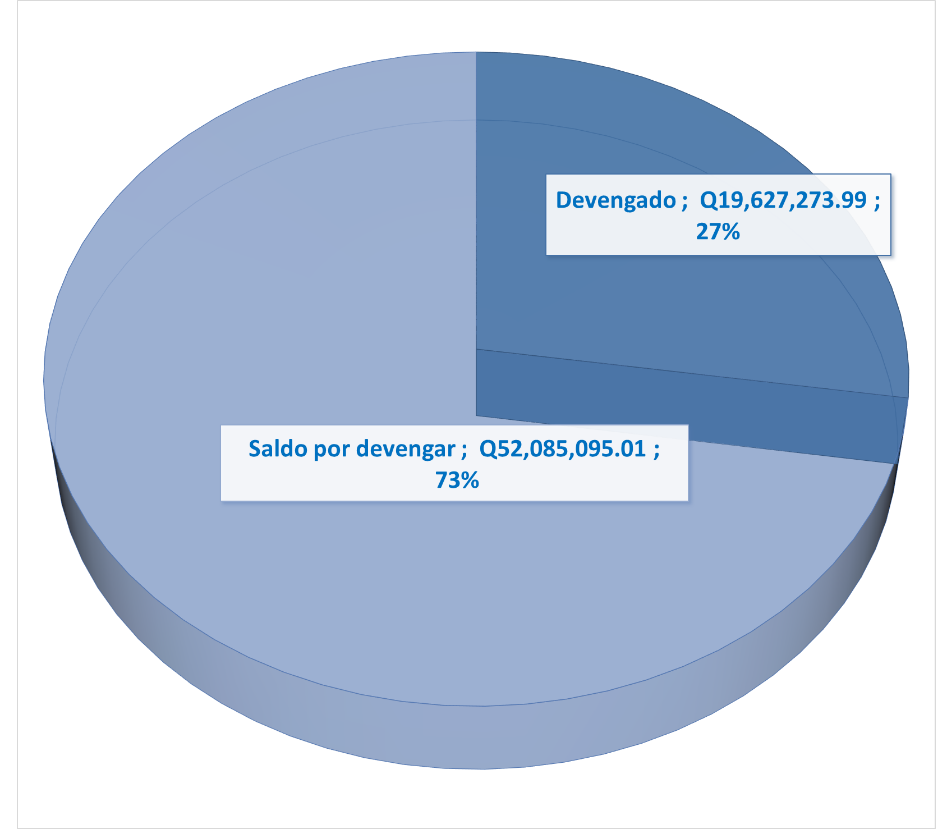 Devengado ;  Q19,627,273.99 ;
27%
Saldo por devengar ;  Q52,085,095.01 ;
73%